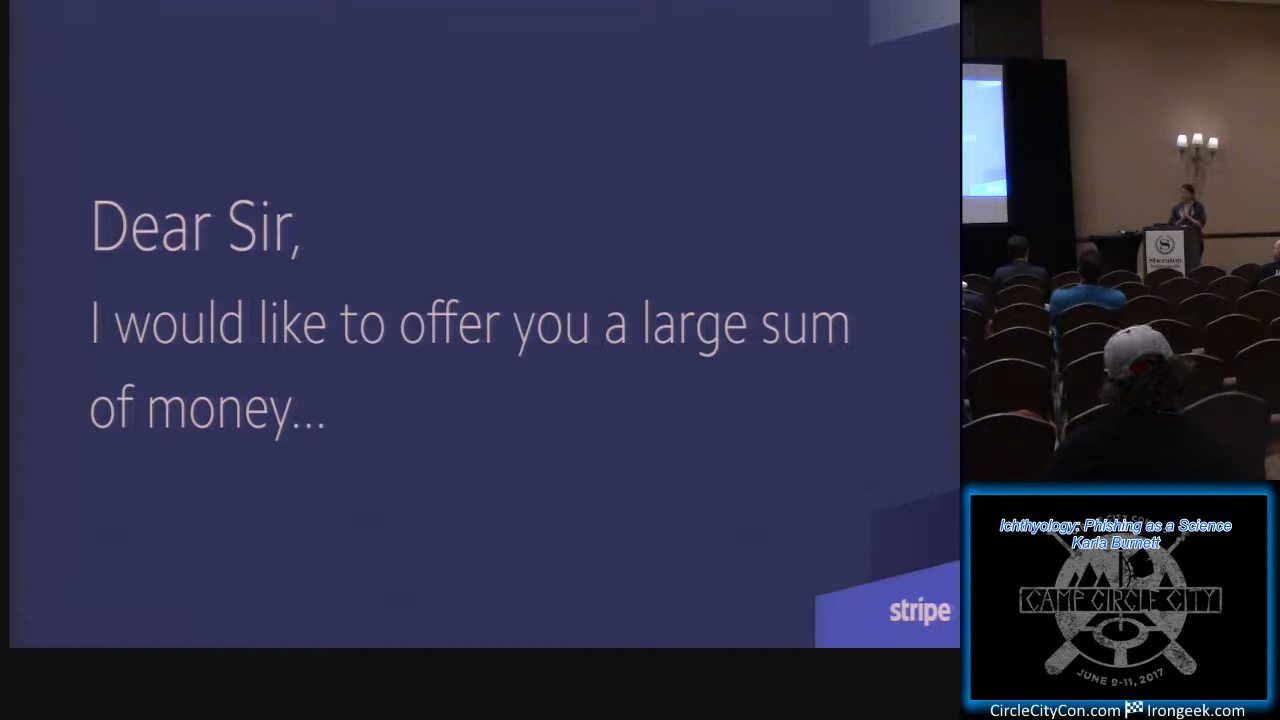 Dear Sir,
I would like to offer you a large sum
of money...
stripe
Sheraton
Ichthyology: Phishing as a Science
Karla Burnett
CAMP CIRCLE CITY
JUNE 9-11, 2017
CircleCityCon.com Irongeek.com